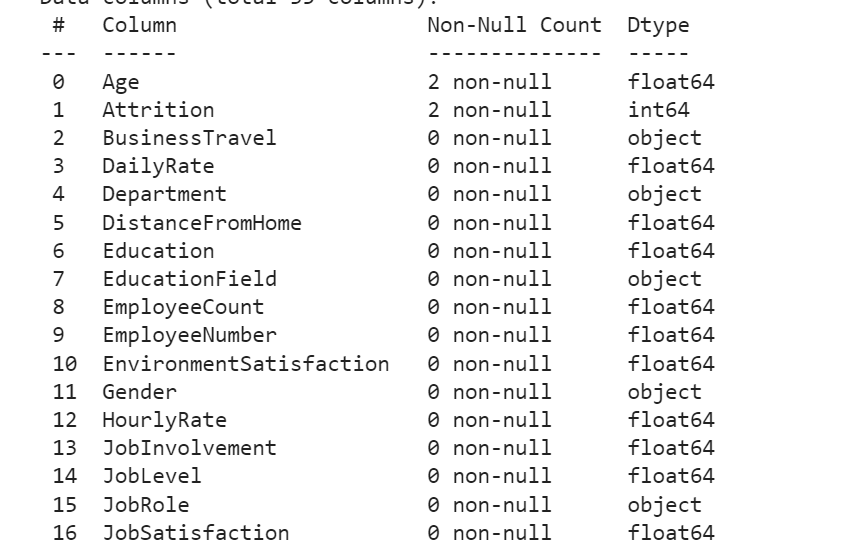 Data columns (total 35 columns):
#   Column                    Non-Null Count  Dtype
---  ------                    --------------  -----
0   Age                       2 non-null      float64
1   Attrition                 2 non-null      int64
2   BusinessTravel            0 non-null      object
3   DailyRate                 0 non-null      float64
4   Department                0 non-null      object
5   DistanceFromHome          0 non-null      float64
6   Education                 0 non-null      float64
7   EducationField            0 non-null      object
8   EmployeeCount             0 non-null      float64
9   EmployeeNumber            0 non-null      float64
10  EnvironmentSatisfaction   0 non-null      float64
11  Gender                    0 non-null      object
12  HourlyRate                0 non-null      float64
13  JobInvolvement            0 non-null      float64
14  JobLevel                  0 non-null      float64
15  JobRole                   0 non-null      object
16  JobSatisfaction           0 non-null      float64